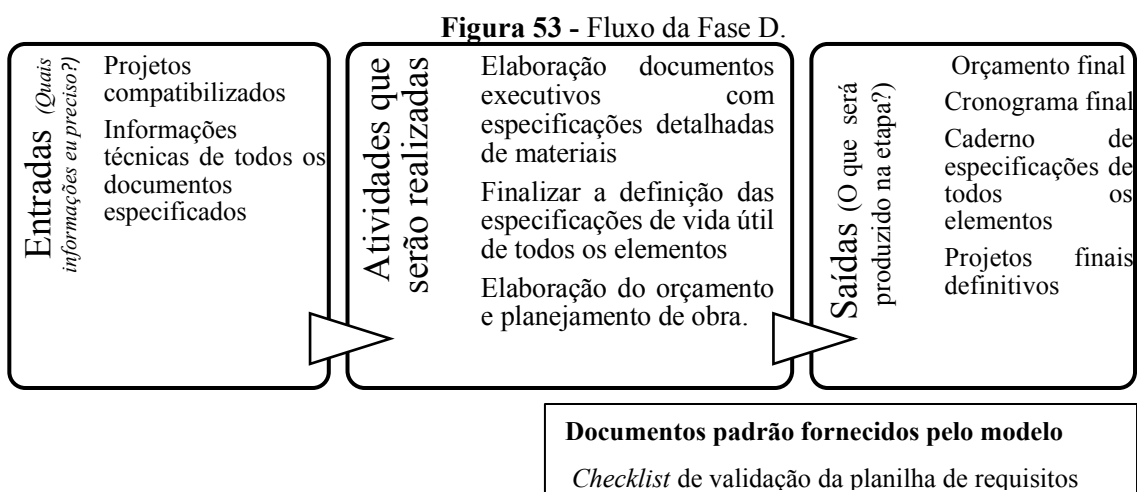 Figura 53 - Fluxo da Fase D.
Entradas (Quais
informações eu preciso?)
Projetos
compatibilizados
Informações
técnicas de todos os
documentos
especificados
Atividades que
serão realizadas
Elaboração documentos
executivos com
especificações detalhadas
de materiais
Finalizar a definição das
especificações de vida útil
de todos os elementos
Elaboração do orçamento
e planejamento de obra.
Saídas (O que será
produzido na etapa?)
Orçamento final
Cronograma final
Caderno de
especificações de
todos os
elementos
Projetos finais
definitivos
Documentos padrão fornecidos pelo modelo
Checklist de validação da planilha de requisitos